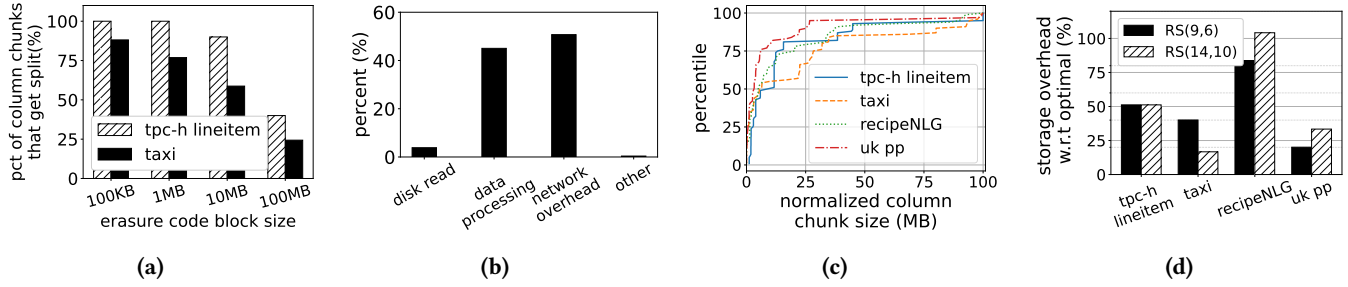 pct of column chunks
that get split(%)
100
75
50
25
0
tpc-h lineitem
taxi
100KB
1MB
10MB
100MB
erasure code block size
(a)
percent (%)
60
40
20
0
disk read
data
processing
network
overhead
other
(b)
percentile
100
75
50
25
0
tpc-h lineitem
taxi
recipeNLG
uk pp
0
25
50
75
100
normalized column
chunk size (MB)
(c)
storage overhead
w.r.t optimal (%)
100
75
50
25
0
RS(9,6)
RS(14,10)
tpc-h
lineitem
taxi
recipeNLG
uk pp
(d)